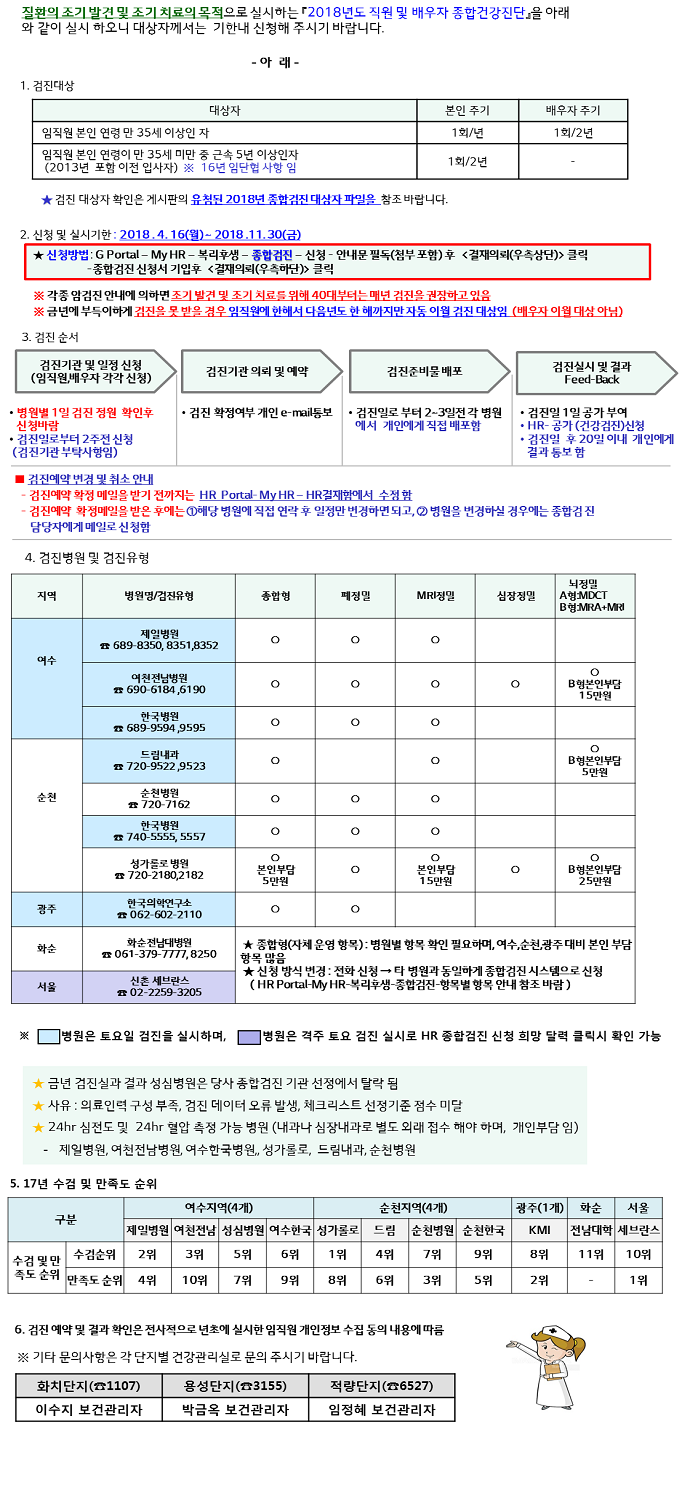 질환의 조기 발견 및 조기 치료의 목적으로 실시하는 『2018년도 직원 및 배우자 종합건강진단』을 아래
와 같이 실시 하오니 대상자께서는 기한내 신청해 주시기 바랍니다.
- 아 래 -
1. 검진대상
대상자 본인 주기 배우자 주기
임직원 본인 연령 만 35세 이상인 자 1회/년 1회/2년
임직원 본인 연령이 만 35세 미만 중 근속 5년 이상인자
(2013년 포함 이전 입사자) ※ 16년 임단협 사항 임 1회/2년 -
★ 검진 대상자 확인은 게시판의 유첨된 2018년 종합검진 대상자 파일을 참조 바랍니다.
2. 신청 및 실시기한 : 2018 . 4. 16(월)~ 2018 .11.30(금)
★ 신청방법 : G Portal – My HR – 복리후생 – 종합검진 – 신청 - 안내문 필독(첨부 포함) 후 <결재의뢰(우측상단)> 클릭
-종합검진 신청서 기입후 <결재의뢰(우측하단)> 클릭
※ 각종 암검진 안내에 의하면 조기 발견 및 조기 치료를 위해 40대부터는 매년 검진을 권장하고 있음
※ 금년에 부득이하게 검진을 못 받을 경우 임직원에 한해서 다음년도 한 해까지만 자동 이월 검진 대상임 (배우자 이월 대상 아님)
3. 검진 순서
검진기관 및 일정 신청
(임직원,배우자 각각 신청)
검진기관 의뢰 및 예약
검진준비물 배포
검진실시 및 결과
Feed-Back
• 병원별 1일 검진 정원 확인후
신청바람
• 검진일로부터 2주전 신청
(검진기관 부탁사항임)
• 검진 확정여부 개인 e-mail통보
• 검진일로 부터 2~3일전 각 병원
에서 개인에게 직접 배포함
• 검진일 1일 공가 부여
• HR- 공가 (건강검진)신청
• 검진일 후 20일 이내 개인에게
결과 통보 함
■ 검진예약 변경 및 취소 안내
- 검진예약 확정 메일을 받기 전까지는 HR Portal- My HR – HR결재함에서 수정 함
- 검진예약 확정메일을 받은 후에는 ①해당 병원에 직접 연락 후 일정만 변경하면 되고, ② 병원을 변경하실 경우에는 종합검진
담당자에게 메일로 신청함
4. 검진병원 및 검진유형
지역 병원명/검진유형 종합형 폐정밀 MRI정밀 심장정밀 뇌정밀
A형:MDCT
B형:MRA+MRI
여수 제일병원
☎ 689-8350, 8351,8352 ○ ○ ○
여천전남병원
☎ 690-6184 ,6190 ○ ○ ○ ○ ○
B형본인부담
15만원
한국병원
☎ 689-9594 ,9595 ○ ○ ○
순천 드림내과
☎ 720-9522 ,9523 ○ ○ ○
B형본인부담
5만원
순천병원
☎ 720-7162 ○ ○ ○
한국병원
☎ 740-5555, 5557 ○ ○ ○
성가롤로 병원
☎ 720-2180,2182 ○
본인부담
5만원 ○ ○
본인부담
15만원 ○ ○
B형본인부담
25만원
광주 한국의학연구소
☎ 062-602-2110 ○ ○
화순 화순전남대병원
☎ 061-379-7777, 8250
서울 신촌 세브란스
☎ 02-2259-3205
★ 종합형(자체 운영 항목) : 병원별 항목 확인 필요하며, 여수,순천,광주 대비 본인 부담
항목 많음
★ 신청 방식 변경 : 전화 신청 → 타 병원과 동일하게 종합검진 시스템으로 신청
( HR Portal-My HR-복리후생-종합검진-항목별 항목 안내 참조 바람 )
※ 병원은 토요일 검진을 실시하며, 병원은 격주 토요 검진 실시로 HR 종합검진 신청 희망 달력 클릭시 확인 가능
★ 금년 검진실과 결과 성심병원은 당사 종합검진 기관 선정에서 탈락 됨
★ 사유 : 의료인력 구성 부족, 검진 데이터 오류 발생, 체크리스트 선정기준 점수 미달
★ 24hr 심전도 및 24hr 혈압 측정 가능 병원 (내과나 심장내과로 별도 외래 접수 해야 하며, 개인부담 임)
- 제일병원, 여천전남병원, 여수한국병원,, 성가롤로, 드림내과, 순천병원
5. 17년 수검 및 만족도 순위
구분 여수지역(4개) 순천지역(4개) 광주(1개) 화순 서울
제일병원 여천전남 성심병원 여수한국 성가롤로 드림 순천병원 순천한국 KMI 전남대학 세브란스
수검 및 만족도 순위
수검순위 2위 3위 5위 6위 1위 4위 7위 9위 8위 11위 10위
만족도 순위 4위 10위 7위 9위 8위 6위 3위 5위 2위 - 1위
6. 검진 예약 및 결과 확인은 전사적으로 년초에 실시한 임직원 개인정보 수집 동의 내용에 따름
※ 기타 문의사항은 각 단지별 건강관리실로 문의 주시기 바랍니다.
화치단지(☎1107) 용성단지(☎3155) 적량단지(☎6527)
이수지 보건관리자 박금옥 보건관리자 임정혜 보건관리자